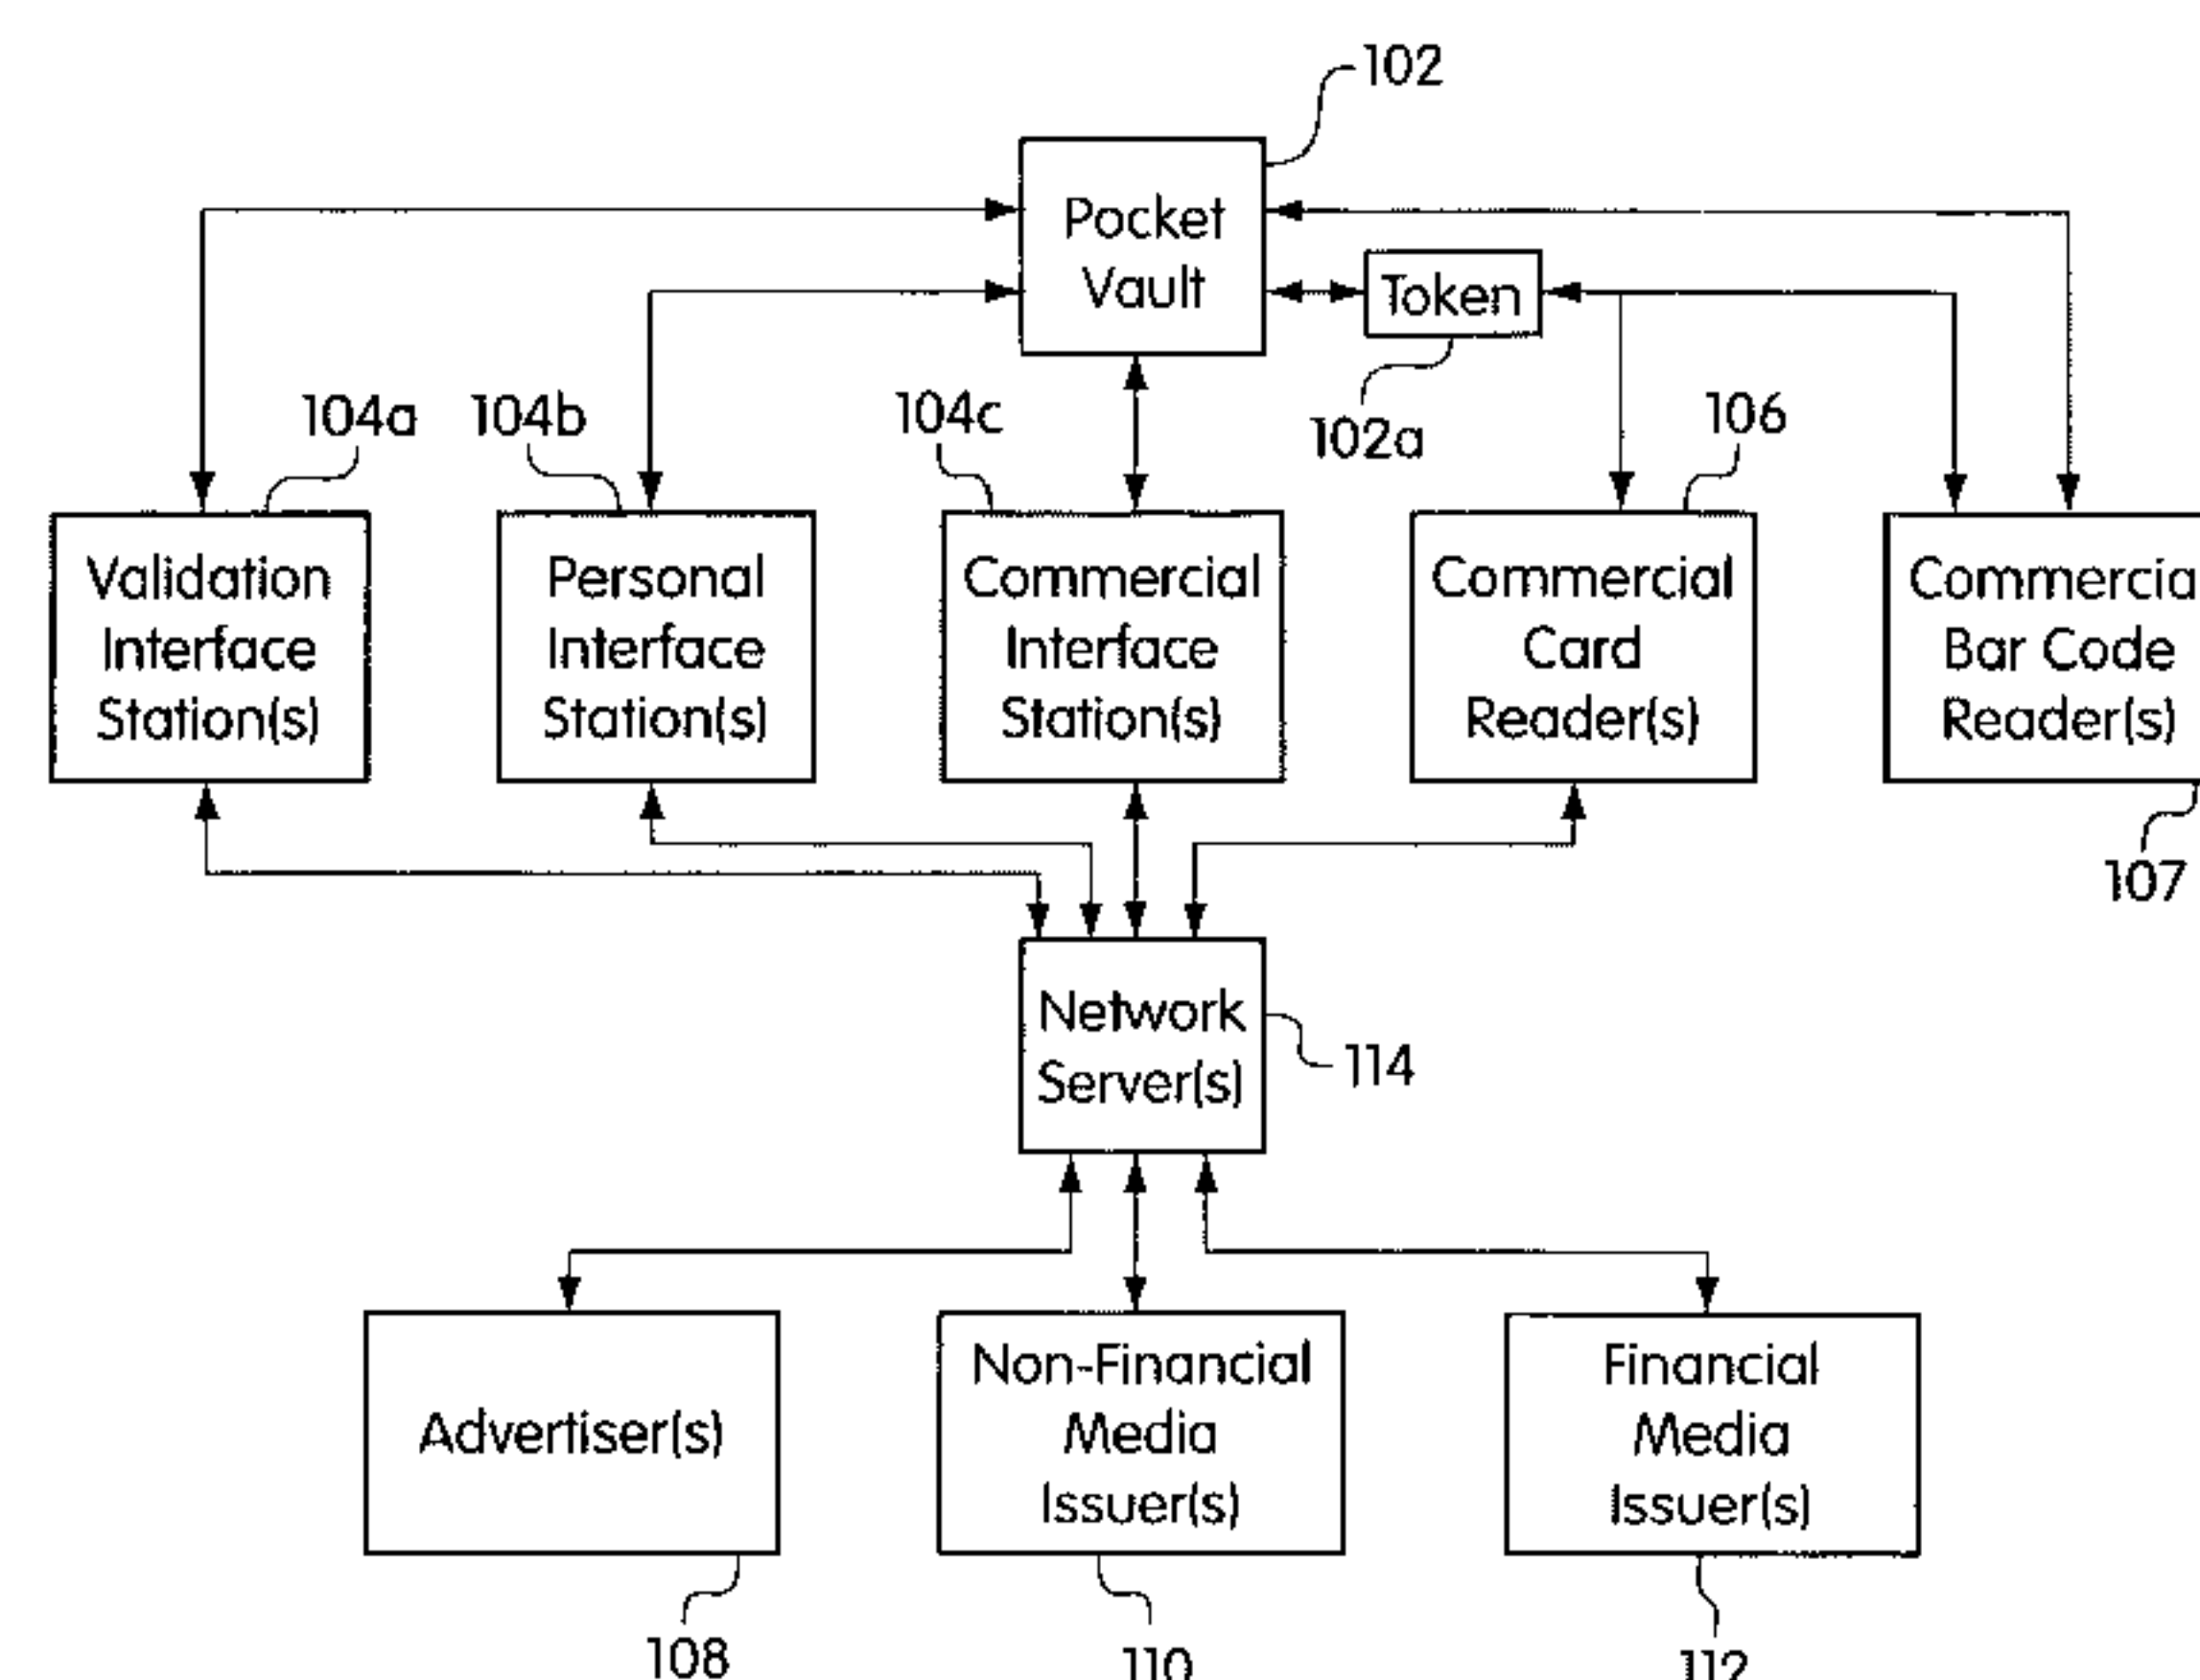 102
Pocket
Vault
Token
102a
104a
104b
104c
106
Validation
Interface
Station(s)
Personal
Interface
Station(s)
Commercial
Interface
Station(s)
Commercial
Card
Reader(s)
Commercia
Bar Code
Reader(s)
107
Network
Server(s)
114
Advertiser(s)
Non-Financial
Media
Issuer(s)
Financial
Media
Issuer(s)
108
110
112